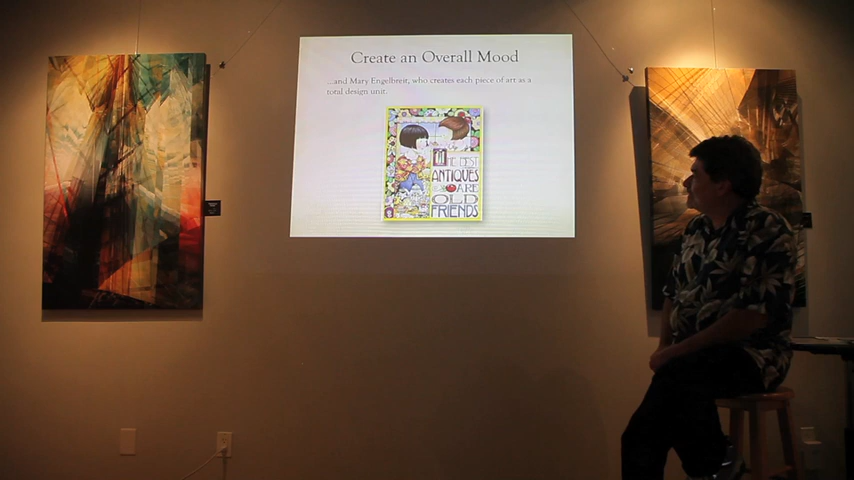 Create an Overall Mood
...and Mary Engelbreit, who creates each piece of art as a
total design unit.
THE BEST
ANTIQUES
ARE
OLD
FRIENDS